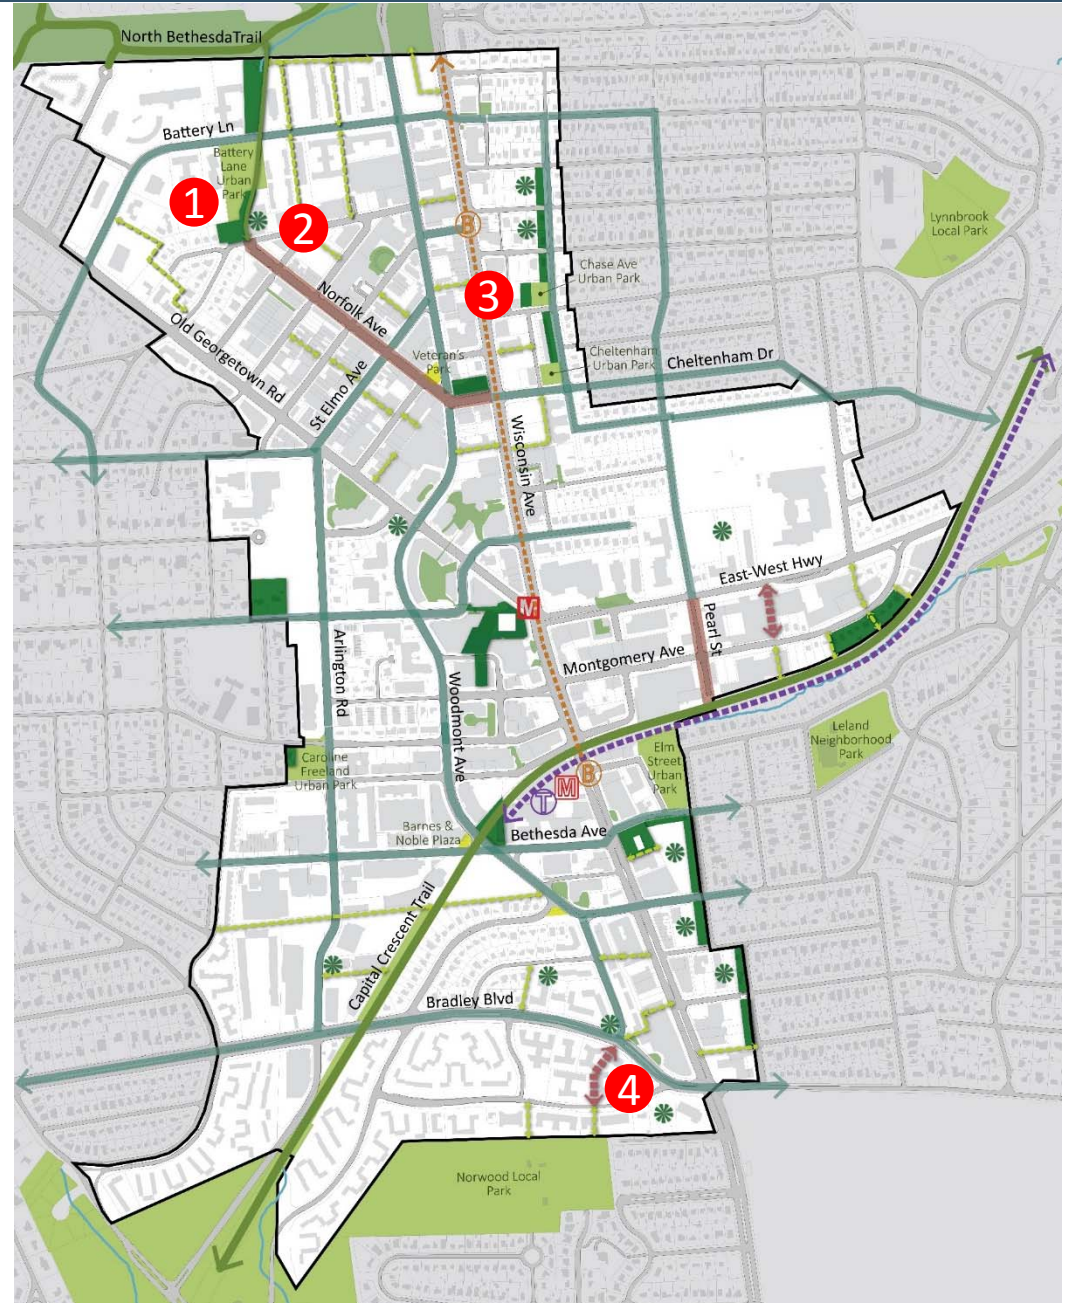 North BethesdaTrail
Battery Ln
Battery
Lane
Urban
Park
1
2
B
3
Lynnbrook
Local Park
Chase Ave
Urban Park
Norfolk Ave
Old Georgetown Rd
St Elmo Ave
Veteran's
Park
Cheltenham
Urban Park
Cheltenham Dr
Wisconsin Ave
East-West Hwy
M
Pearl St
Montgomery Ave
Arlington Rd
Woodmont Ave
Leland
Neighborhood
Park
Elm
Street
Urban
Park
Caroline
Freeland
Urban Park
B
M
T
Barnes &
Noble Plaza
Bethesda Ave
Capital Crescent Trail
Bradley Blvd
4
Norwood Local
Park